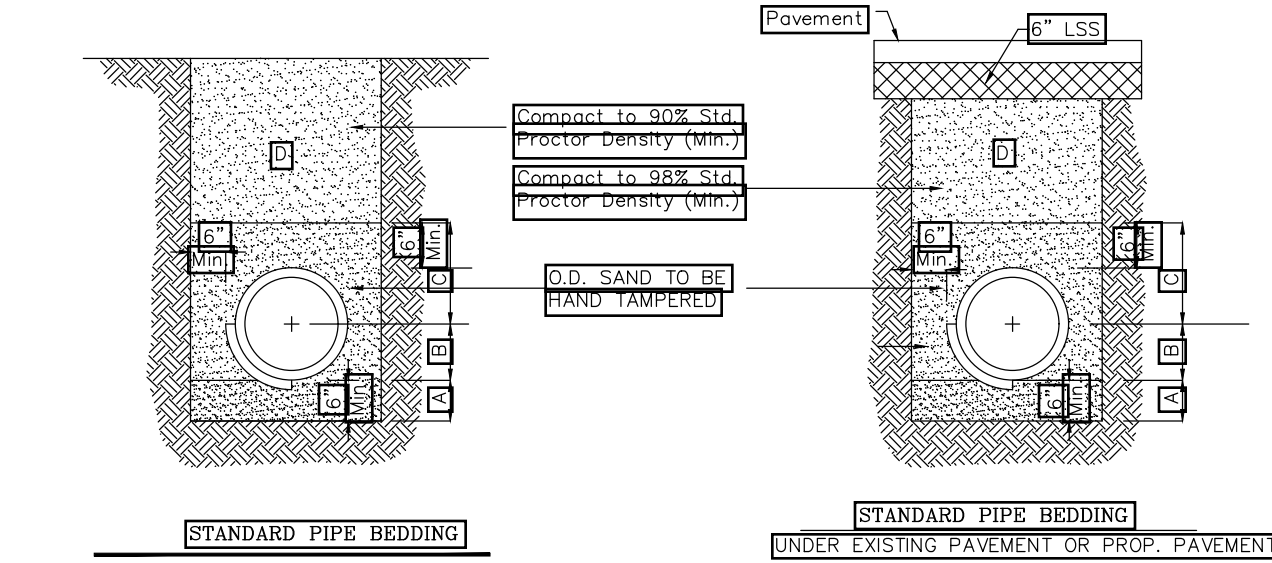 Pavement
6" LSS
Compact to 90% Std.
Proctor Density (Min.)
D
D
Compact to 98% Std.
Proctor Density (Min.)
6"
Min.
6"
Min.
6"
Min.
6"
Min.
O.D. SAND TO BE
HAND TAMPERED
C
C
B
B
6"
Min.
A
6"
Min.
A
STANDARD PIPE BEDDING
STANDARD PIPE BEDDING
UNDER EXISTING PAVEMENT OR PROP. PAVEMENT